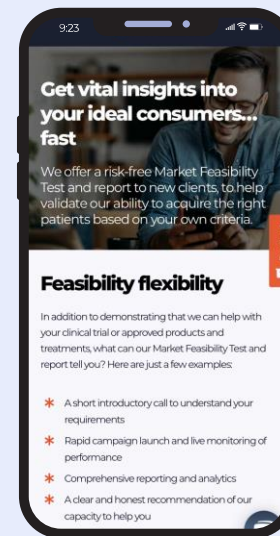 9:23
Get vital insights into
your ideal consumers...
fast
We offer a risk-free Market Feasibility
Test and report to new clients, to help
validate our ability to acquire the right
patients based on your own criteria.
Feasibility flexibility
In addition to demonstrating that we can help with
your clinical trial or approved products and
treatments, what can our Market Feasibility Test and
report tell you? Here are just a few examples:
A short introductory call to understand your
requirements
Rapid campaign launch and live monitoring of
performance
Comprehensive reporting and analytics
A clear and honest recommendation of our
capacity to help you